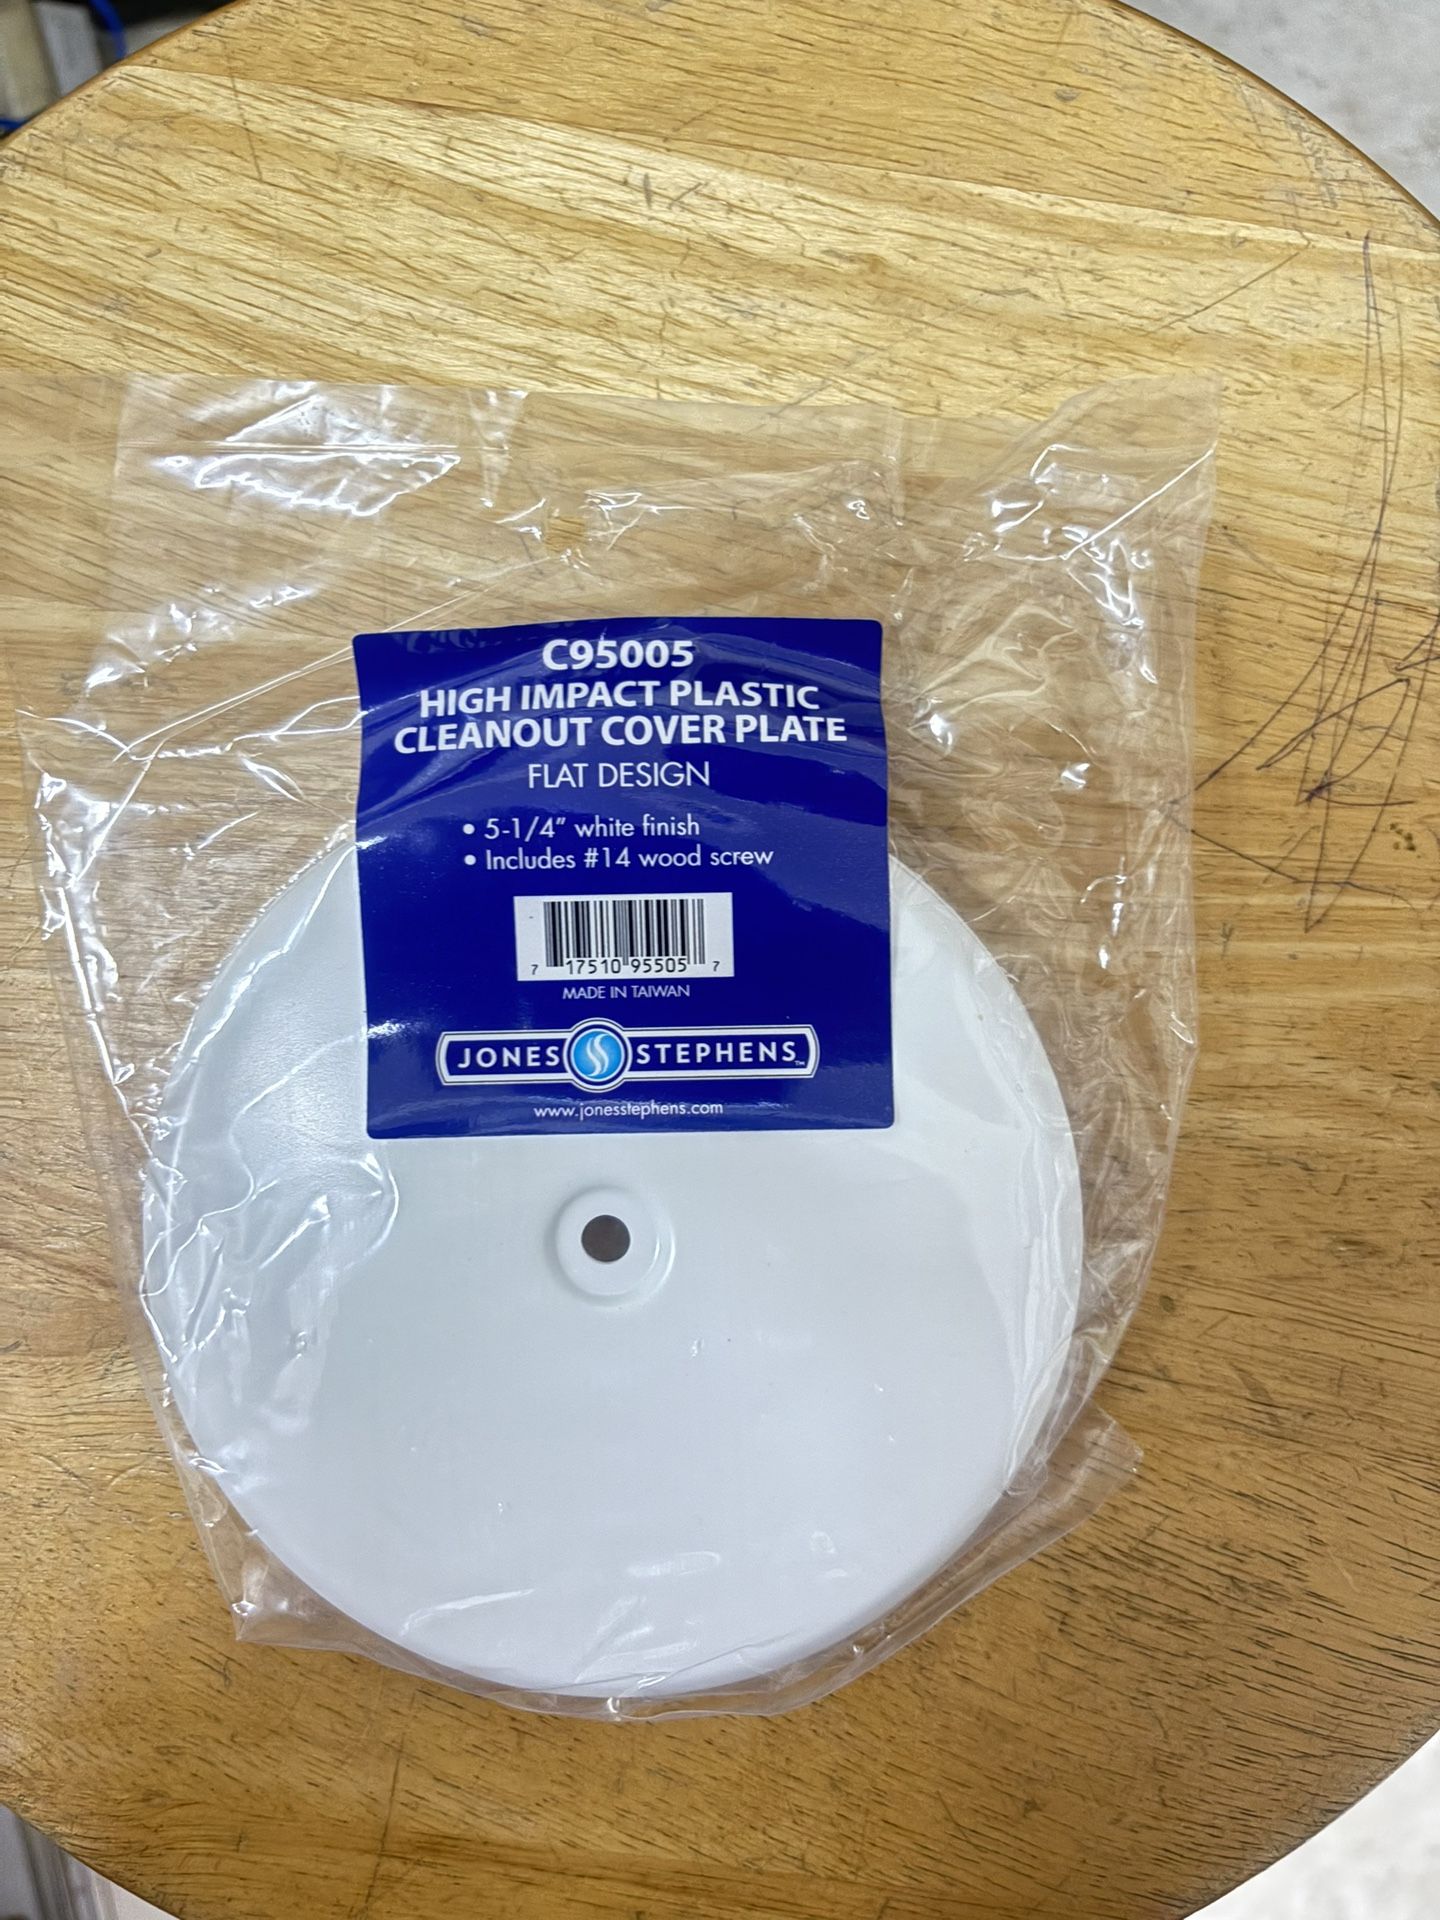 C95005
HIGH IMPACT PLASTIC
CLEANOUT COVER PLATE
FLAT DESIGN
• 5-1/4" white finish
• Includes #14 wood screw
7 17510 95505 7
MADE IN TAIWAN
JONES STEPHENS™
www.jonesstephens.com